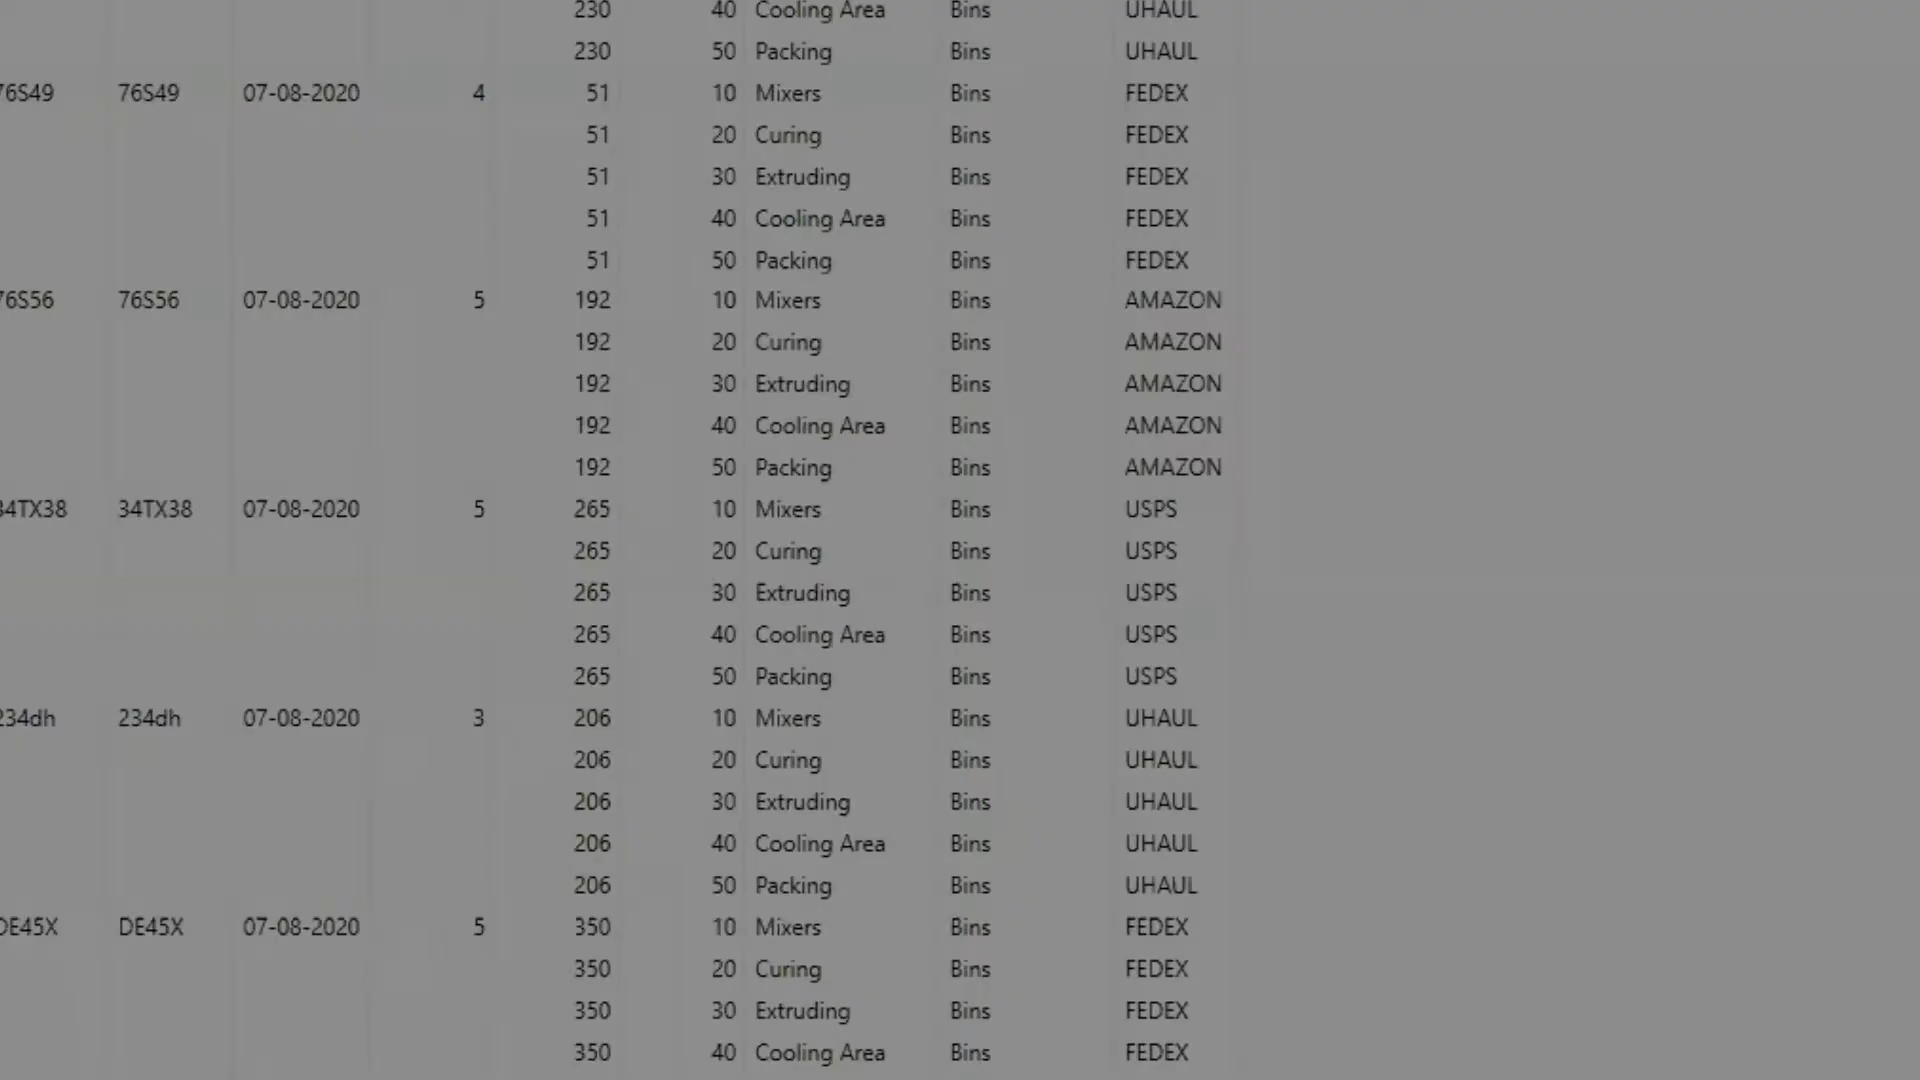 230 40 Cooling Area Bins UHAUL
230 50 Packing Bins UHAUL
76S49 76S49 07-08-2020 4 51 10 Mixers Bins FEDEX
51 20 Curing Bins FEDEX
51 30 Extruding Bins FEDEX
51 40 Cooling Area Bins FEDEX
51 50 Packing Bins FEDEX
76S56 76S56 07-08-2020 5 192 10 Mixers Bins AMAZON
192 20 Curing Bins AMAZON
192 30 Extruding Bins AMAZON
192 40 Cooling Area Bins AMAZON
192 50 Packing Bins AMAZON
34TX38 34TX38 07-08-2020 5 265 10 Mixers Bins USPS
265 20 Curing Bins USPS
265 30 Extruding Bins USPS
265 40 Cooling Area Bins USPS
265 50 Packing Bins USPS
234dh 234dh 07-08-2020 3 206 10 Mixers Bins UHAUL
206 20 Curing Bins UHAUL
206 30 Extruding Bins UHAUL
206 40 Cooling Area Bins UHAUL
206 50 Packing Bins UHAUL
DE45X DE45X 07-08-2020 5 350 10 Mixers Bins FEDEX
350 20 Curing Bins FEDEX
350 30 Extruding Bins FEDEX
350 40 Cooling Area Bins FEDEX